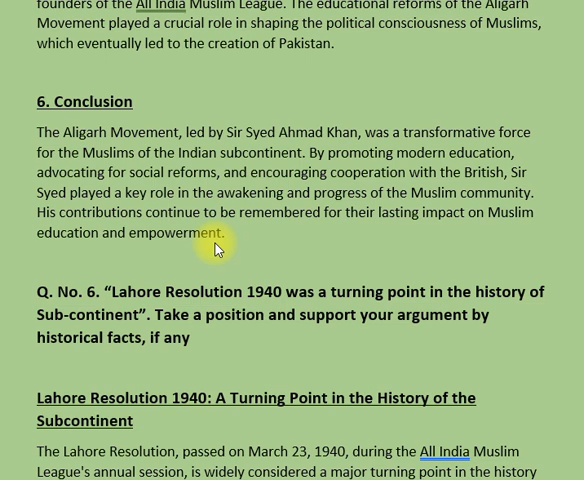 founders of the All India Muslim League. The educational reforms of the Aligarh
Movement played a crucial role in shaping the political consciousness of Muslims,
which eventually led to the creation of Pakistan.
6. Conclusion
The Aligarh Movement, led by Sir Syed Ahmad Khan, was a transformative force
for the Muslims of the Indian subcontinent. By promoting modern education,
advocating for social reforms, and encouraging cooperation with the British, Sir
Syed played a key role in the awakening and progress of the Muslim community.
His contributions continue to be remembered for their lasting impact on Muslim
education and empowerment.
Q. No. 6. “Lahore Resolution 1940 was a turning point in the history of
Sub-continent”. Take a position and support your argument by
historical facts, if any
Lahore Resolution 1940: A Turning Point in the History of the
Subcontinent
The Lahore Resolution, passed on March 23, 1940, during the All India Muslim
League's annual session, is widely considered a major turning point in the history